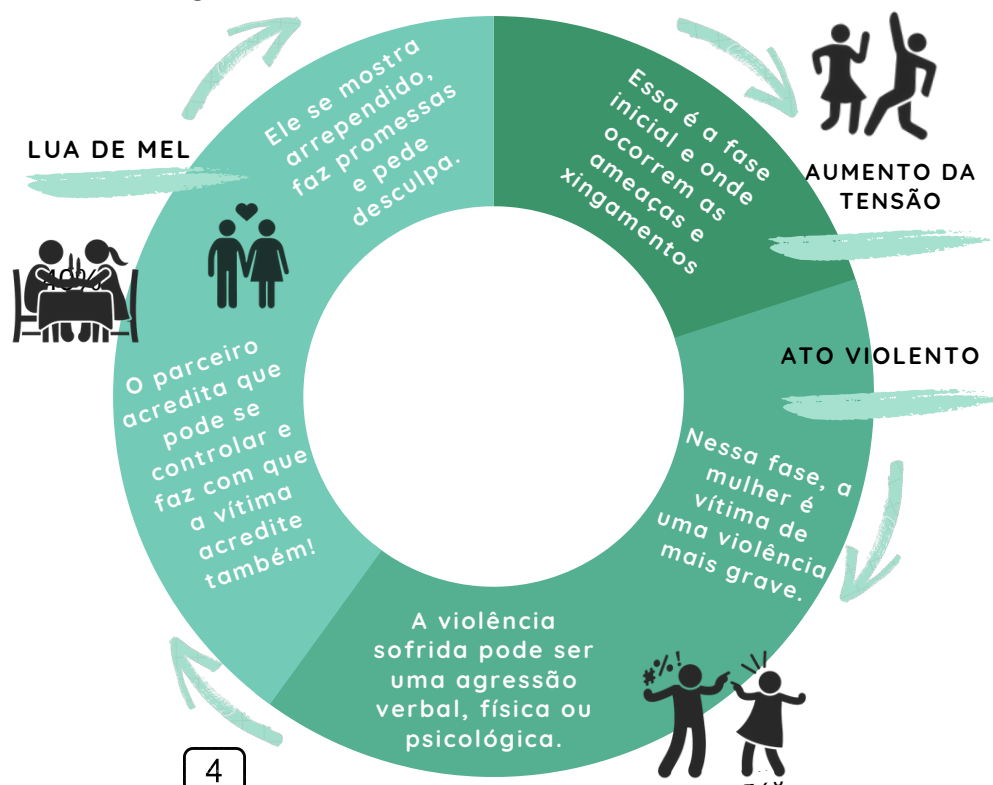 Essa é a fase
inicial e onde
ocorrem as
ameaças e
xingamentos
AUMENTO DA
TENSÃO
ATO VIOLENTO
Nessa fase, a
mulher é
vítima de
uma violência
mais grave.
#%!
A violência
sofrida pode ser
uma agressão
verbal, física ou
psicológica.
LUA DE MEL
40%
O parceiro
acredita que
pode se
controlar e
faz com que
a vítima
acredite
também!
Ele se mostra
arrependido,
faz promessas
e pede
desculpa.
4